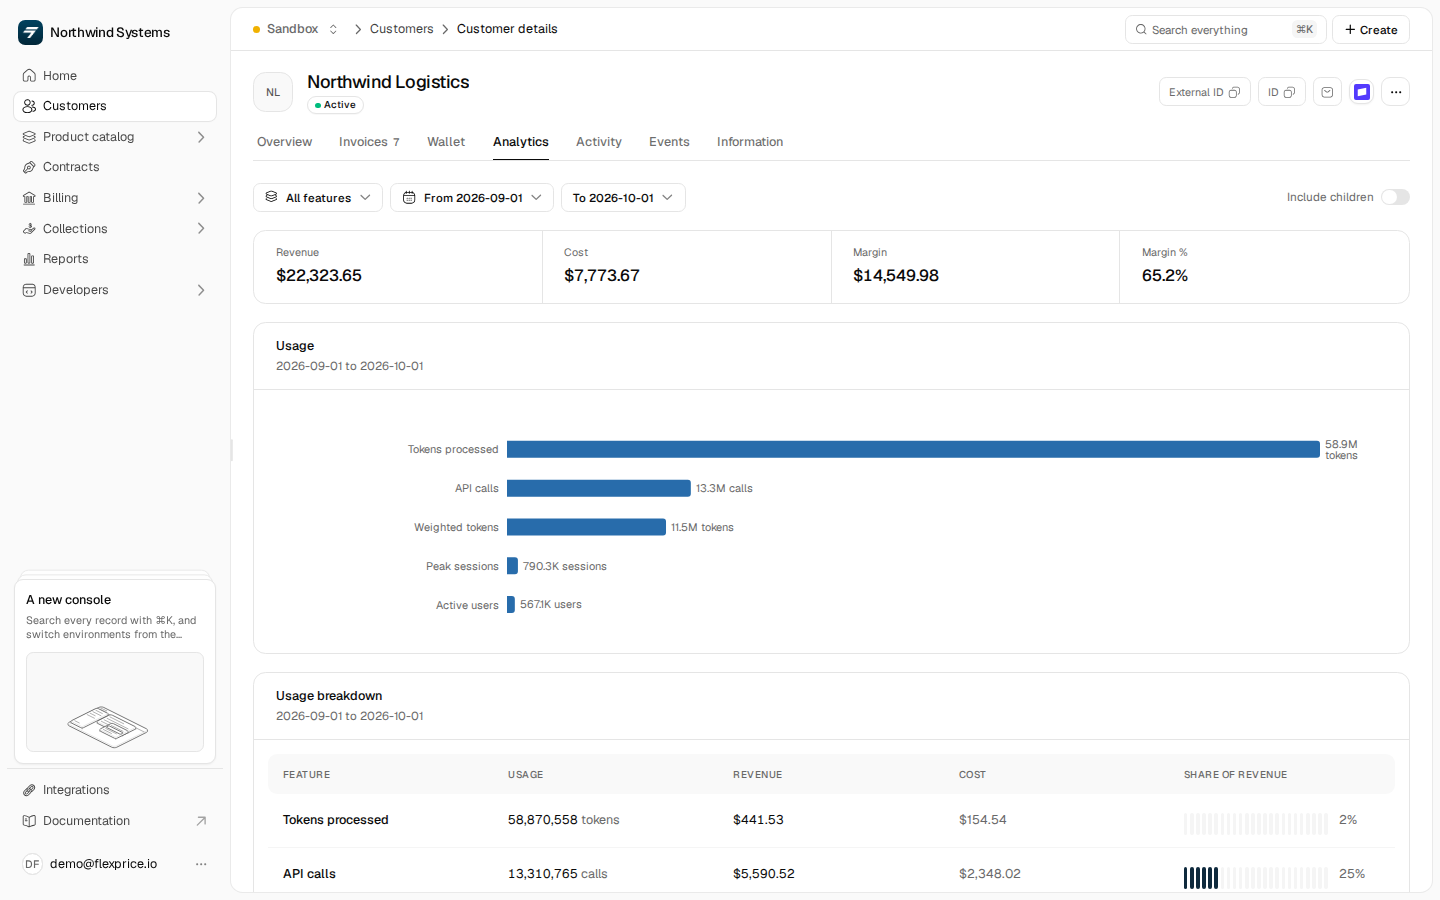 Northwind Systems
Home
Customers
Product catalog
Contracts
Billing
Collections
Reports
Developers
A new console
Search every record with ⌘K, and
switch environments from the...
Integrations
Documentation
DF
demo@flexprice.io
Sandbox
Customers
Customer details
Search everything
⌘K
Create
NL
Northwind Logistics
Active
External ID
ID
Overview
Invoices 7
Wallet
Analytics
Activity
Events
Information
All features
From 2026-09-01
To 2026-10-01
Include children
Revenue
$22,323.65
Cost
$7,773.67
Margin
$14,549.98
Margin %
65.2%
Usage
2026-09-01 to 2026-10-01
Tokens processed
58.9M
tokens
API calls
13.3M calls
Weighted tokens
11.5M tokens
Peak sessions
790.3K sessions
Active users
567.1K users
Usage breakdown
2026-09-01 to 2026-10-01
FEATURE USAGE REVENUE COST SHARE OF REVENUE
Tokens processed 58,870,558 tokens $441.53 $154.54 2%
API calls 13,310,765 calls $5,590.52 $2,348.02 25%